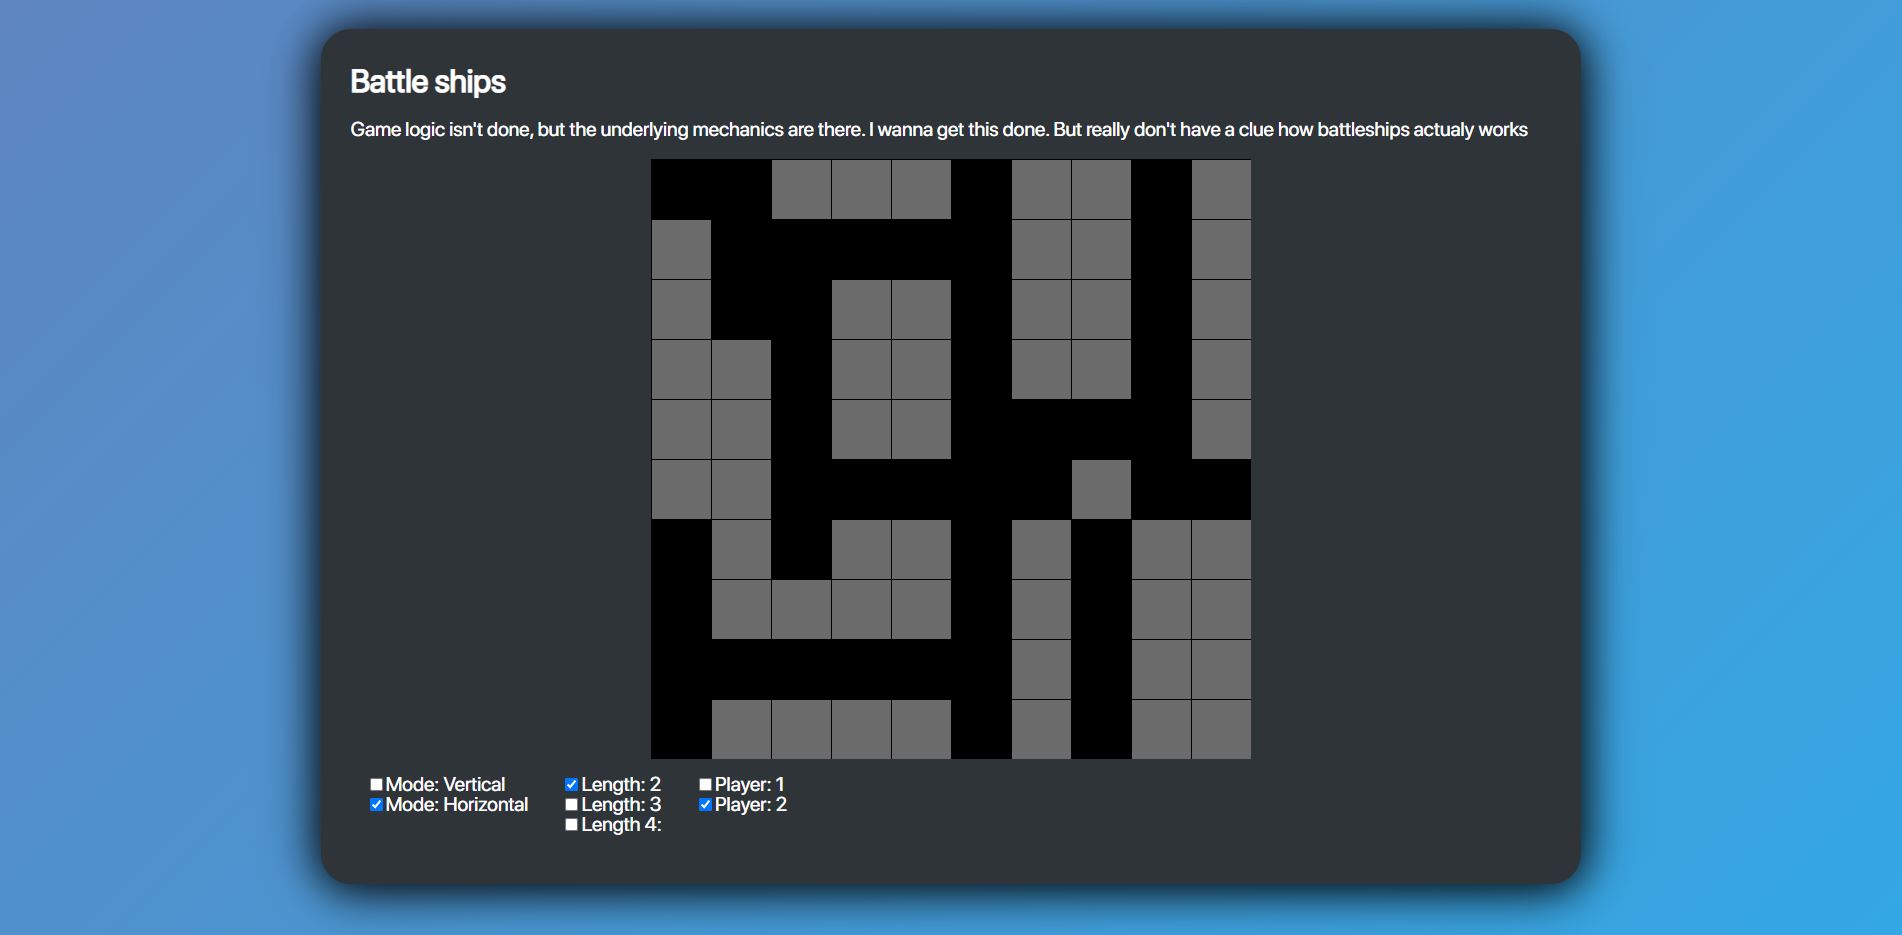 Battle ships
Game logic isn't done, but the underlying mechanics are there. I wanna get this done. But really don't have a clue how battleships actualy works
Mode: Vertical
Mode: Horizontal
Length: 2
Length: 3
Length 4:
Player: 1
Player: 2